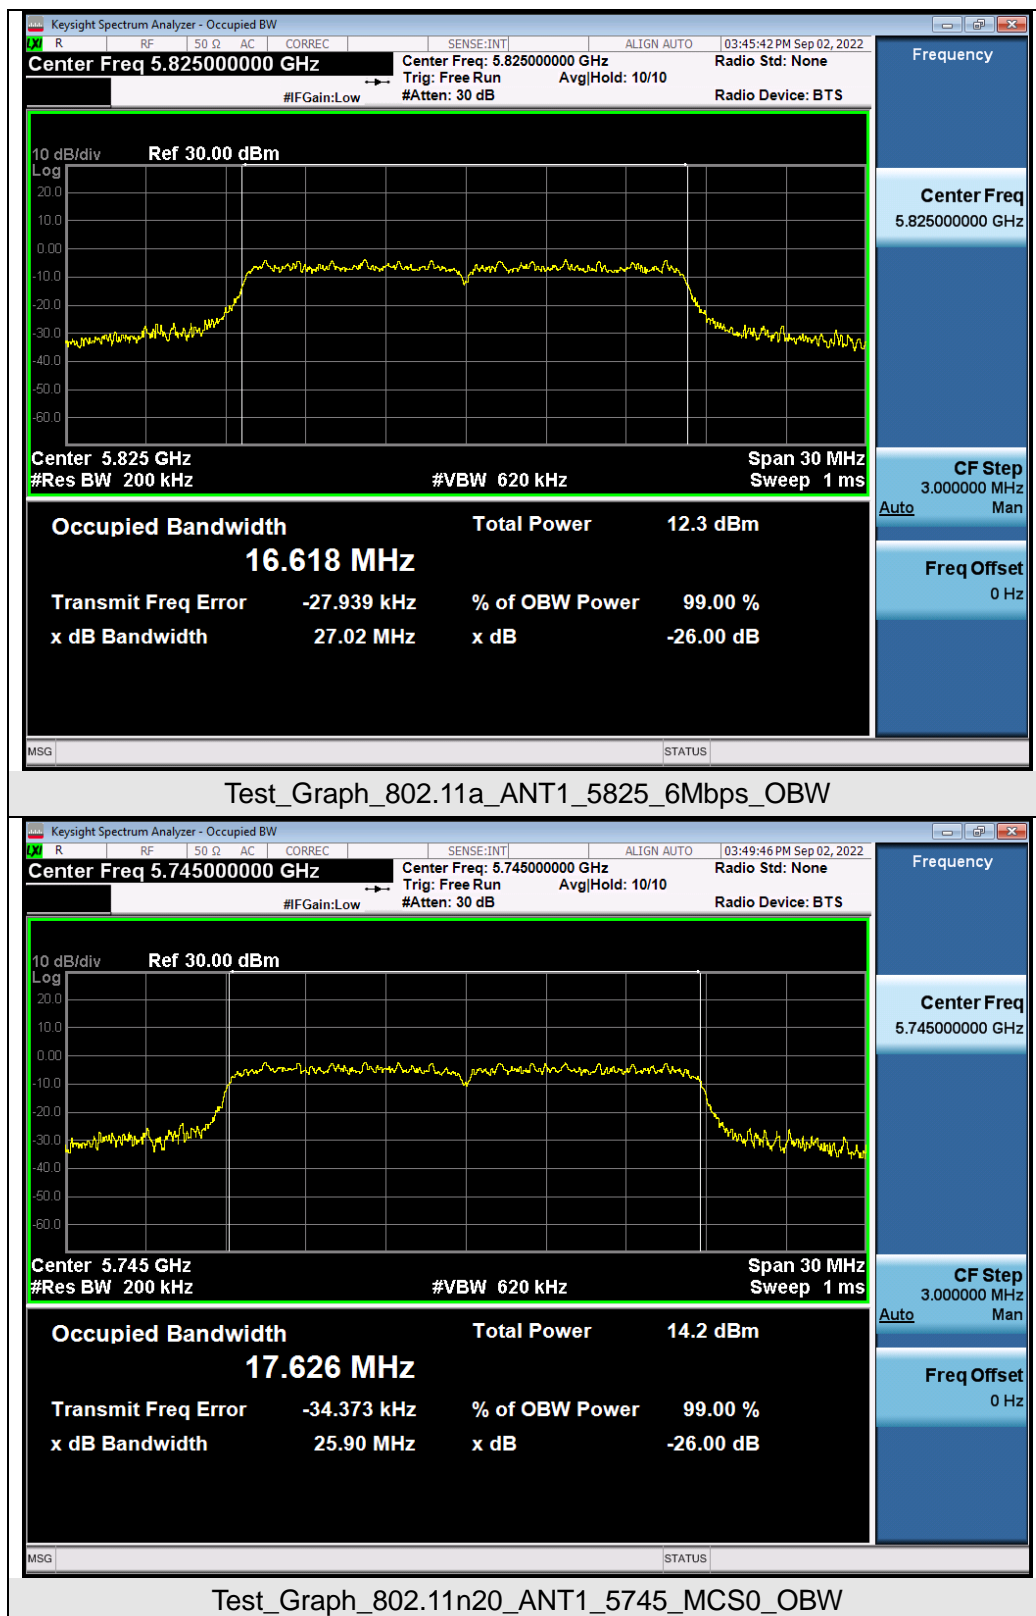 Keysight Spectrum Analyzer - Occupied BW
LXI R RF 50 Ω AC CORREC SENSE:INT ALIGN AUTO 03:45:42 PM Sep 02, 2022
Center Freq 5.825000000 GHz Center Freq: 5.825000000 GHz Radio Std: None Frequency
Trig: Free Run Avg|Hold: 10/10
#IFGain:Low #Atten: 30 dB Radio Device: BTS
10 dB/div Ref 30.00 dBm
Log
20.0
10.0
0.00
-10.0
-20.0
-30.0
-40.0
-50.0
-60.0
Center Freq
5.825000000 GHz
Center 5.825 GHz Span 30 MHz
#Res BW 200 kHz #VBW 620 kHz Sweep 1 ms
CF Step
3.000000 MHz
Auto Man
Occupied Bandwidth Total Power 12.3 dBm
16.618 MHz
Freq Offset
0 Hz
Transmit Freq Error -27.939 kHz % of OBW Power 99.00 %
x dB Bandwidth 27.02 MHz x dB -26.00 dB
MSG STATUS
Test_Graph_802.11a_ANT1_5825_6Mbps_OBW
Keysight Spectrum Analyzer - Occupied BW
LXI R RF 50 Ω AC CORREC SENSE:INT ALIGN AUTO 03:49:46 PM Sep 02, 2022
Center Freq 5.745000000 GHz Center Freq: 5.745000000 GHz Radio Std: None Frequency
Trig: Free Run Avg|Hold: 10/10
#IFGain:Low #Atten: 30 dB Radio Device: BTS
10 dB/div Ref 30.00 dBm
Log
20.0
10.0
0.00
-10.0
-20.0
-30.0
-40.0
-50.0
-60.0
Center Freq
5.745000000 GHz
Center 5.745 GHz Span 30 MHz
#Res BW 200 kHz #VBW 620 kHz Sweep 1 ms
CF Step
3.000000 MHz
Auto Man
Occupied Bandwidth Total Power 14.2 dBm
17.626 MHz
Freq Offset
0 Hz
Transmit Freq Error -34.373 kHz % of OBW Power 99.00 %
x dB Bandwidth 25.90 MHz x dB -26.00 dB
MSG STATUS
Test_Graph_802.11n20_ANT1_5745_MCS0_OBW